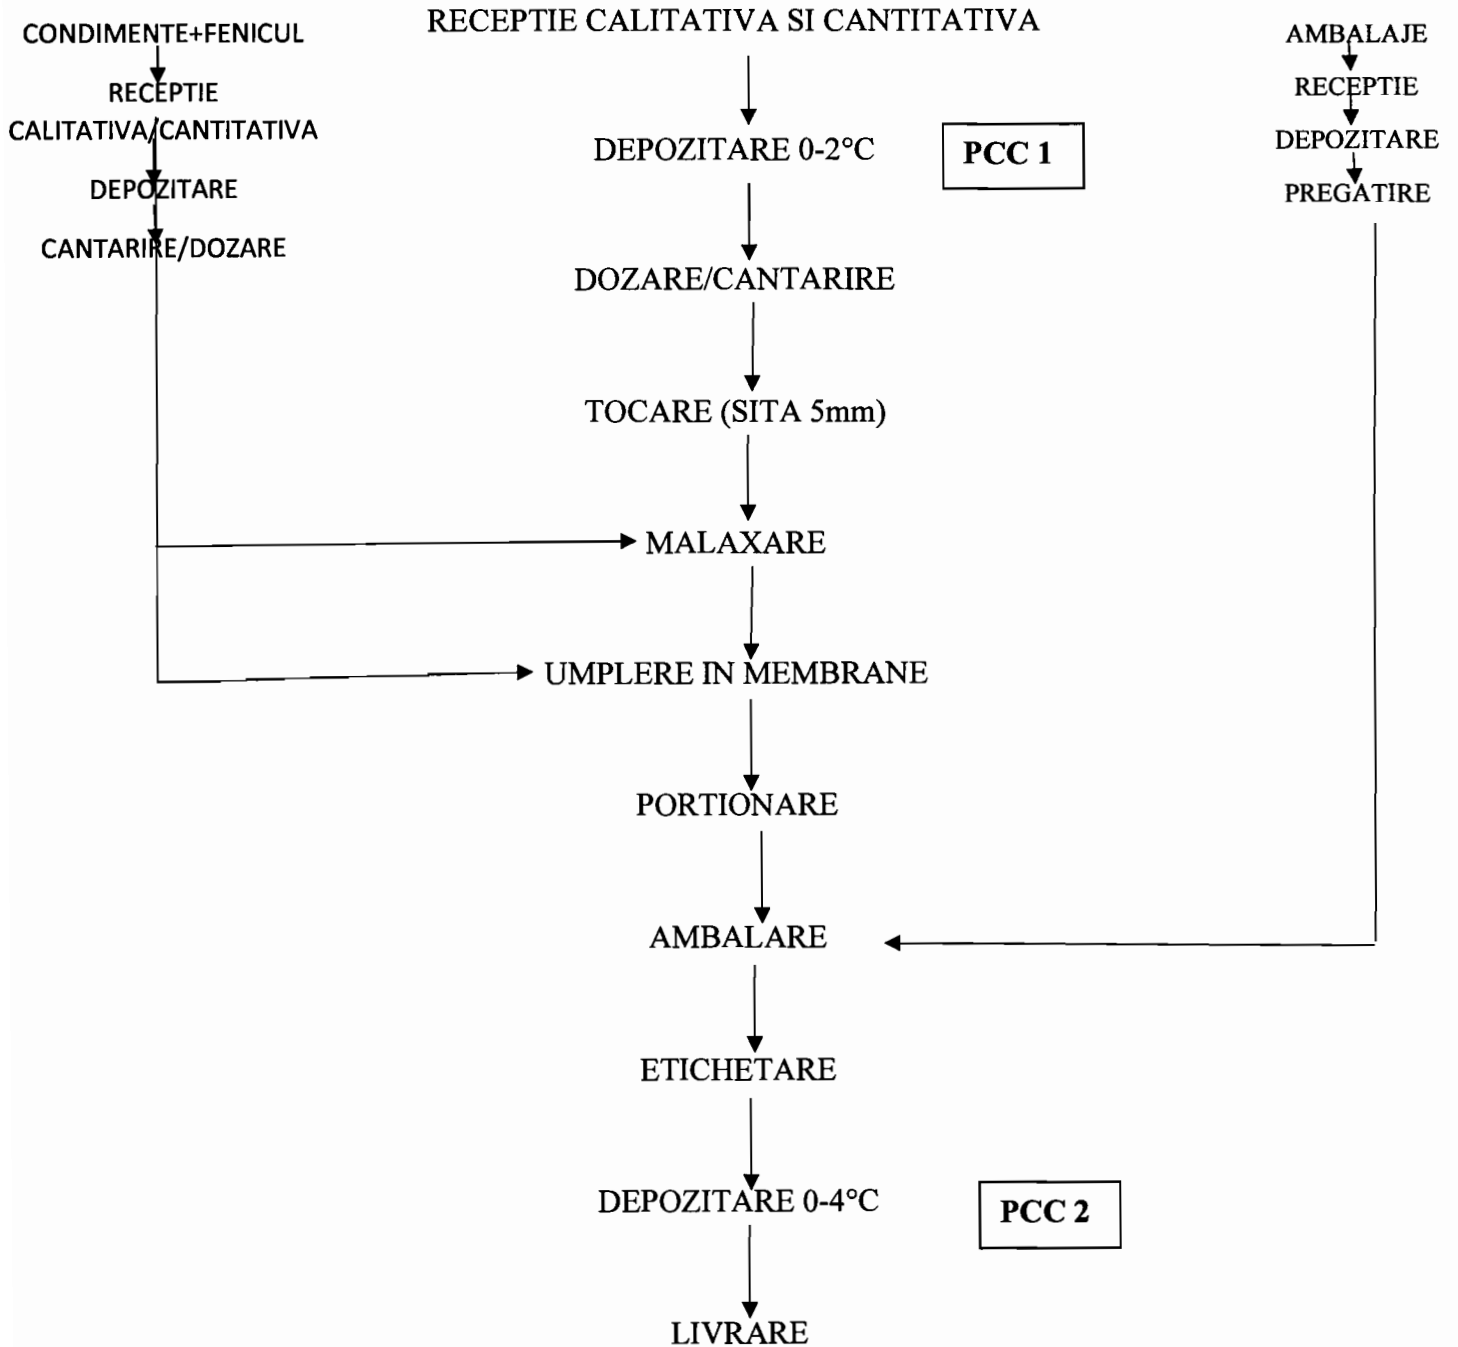 CONDIMENTE+FENICUL
RECEPTIE
CALITATIVA/CANTITATIVA
DEPOZITARE
CANTARIRE/DOZARE
RECEPTIE CALITATIVA SI CANTITATIVA
DEPOZITARE 0-2°C
PCC 1
DOZARE/CANTARIRE
TOCARE (SITA 5mm)
MALAXARE
UMPLERE IN MEMBRANE
PORTIONARE
AMBALARE
ETICHETARE
DEPOZITARE 0-4°C
PCC 2
LIVRARE
AMBALAJE
RECEPTIE
DEPOZITARE
PREGATIRE